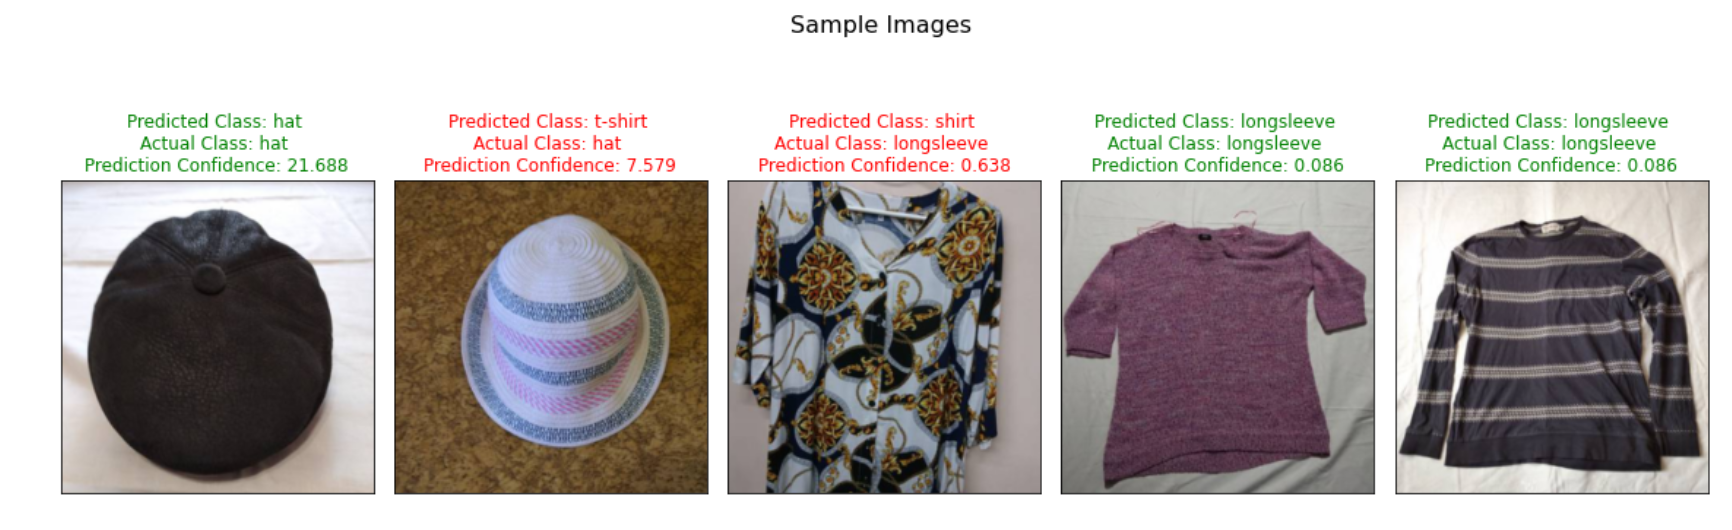 Sample Images
Predicted Class: hat
Actual Class: hat
Prediction Confidence: 21.688
Predicted Class: t-shirt
Actual Class: hat
Prediction Confidence: 7.579
Predicted Class: shirt
Actual Class: longsleeve
Prediction Confidence: 0.638
Predicted Class: longsleeve
Actual Class: longsleeve
Prediction Confidence: 0.086
Predicted Class: longsleeve
Actual Class: longsleeve
Prediction Confidence: 0.086